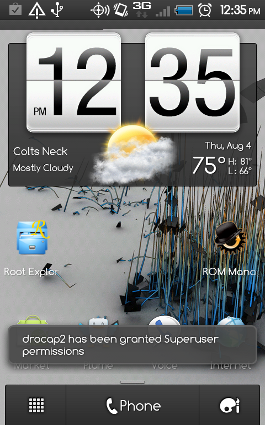 3G 12:35 PM
PM 12 35
Colts Neck Thu, Aug 4
Mostly Cloudy 75° H: 81°
L: 66°
Root Explor ROM Mana
drocap2 has been granted Superuser
permissions
Market Home Voice Internet
Phone